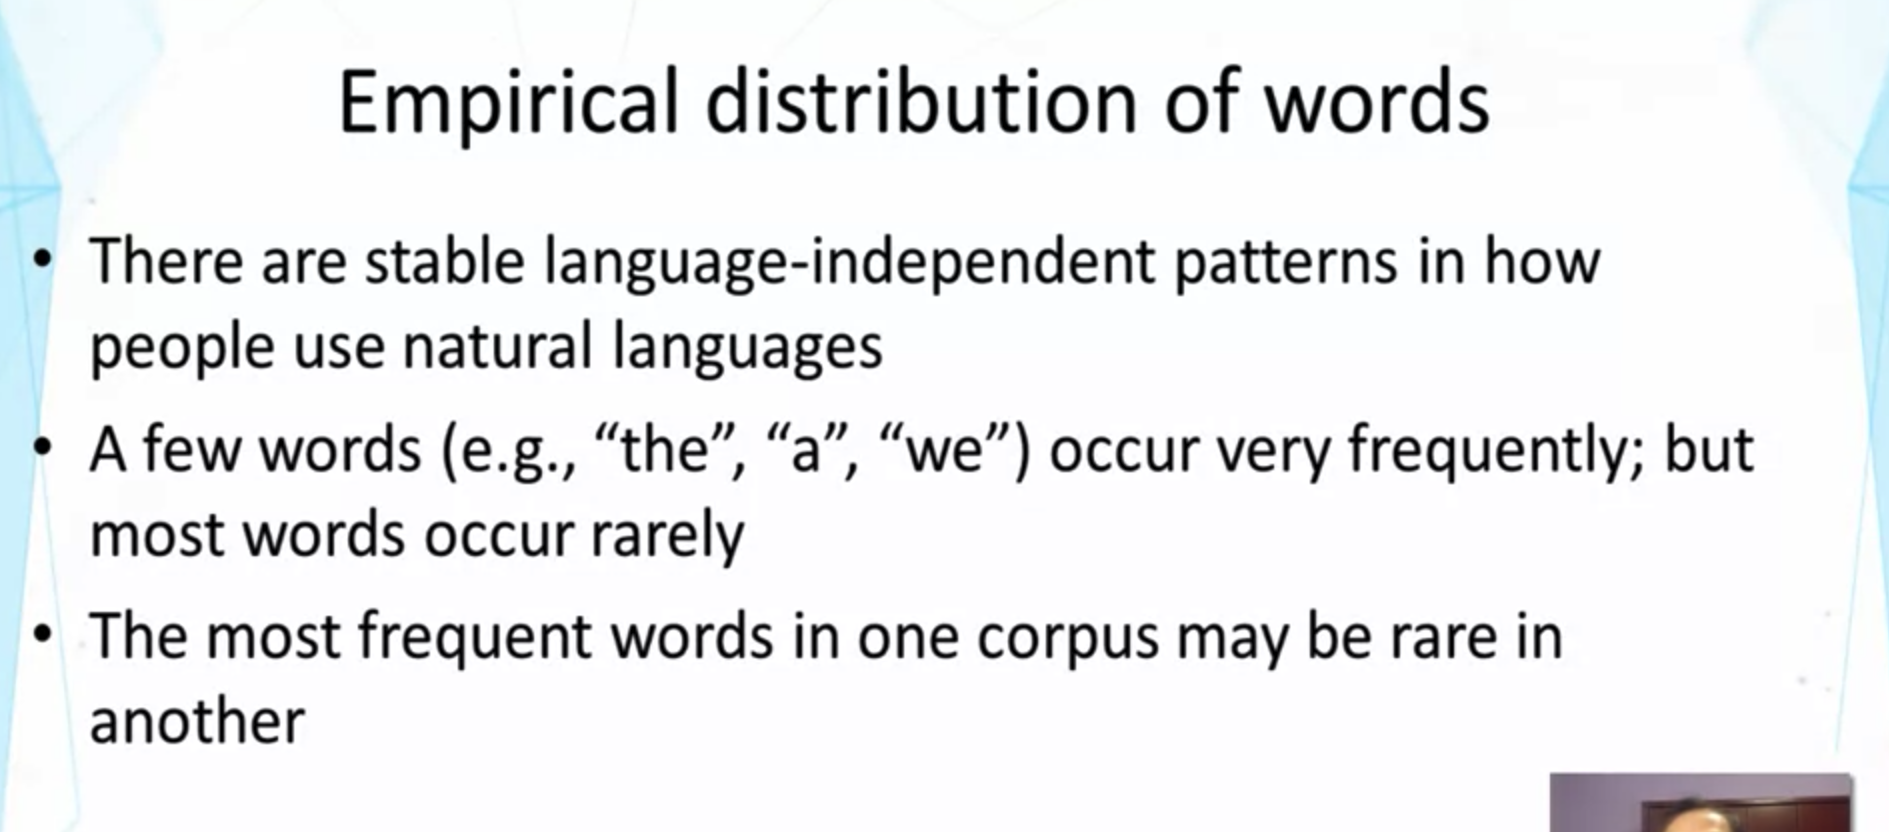 Empirical distribution of words
• There are stable language-independent patterns in how
people use natural languages
• A few words (e.g., “the”, “a”, “we”) occur very frequently; but
most words occur rarely
• The most frequent words in one corpus may be rare in
another